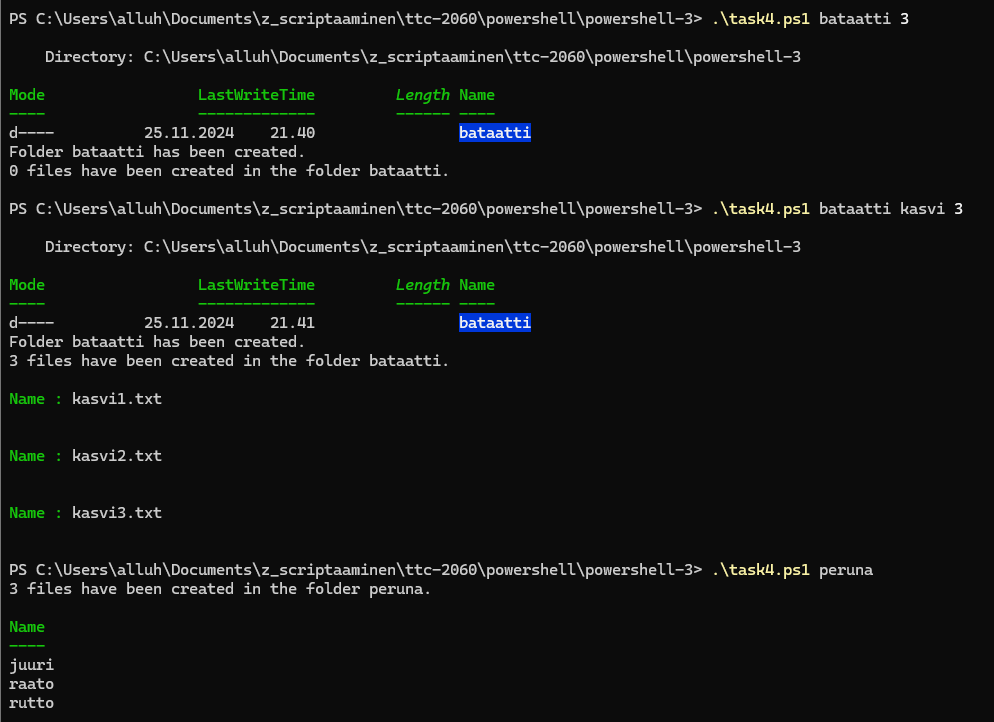 PS C:\Users\alluh\Documents\z_scriptaaminen\ttc-2060\powershell\powershell-3> .\task4.ps1 bataatti 3
Directory: C:\Users\alluh\Documents\z_scriptaaminen\ttc-2060\powershell\powershell-3
Mode                 LastWriteTime         Length Name
----                 -------------         ------ ----
d----          25.11.2024    21.40                bataatti
Folder bataatti has been created.
0 files have been created in the folder bataatti.
PS C:\Users\alluh\Documents\z_scriptaaminen\ttc-2060\powershell\powershell-3> .\task4.ps1 bataatti kasvi 3
Directory: C:\Users\alluh\Documents\z_scriptaaminen\ttc-2060\powershell\powershell-3
Mode                 LastWriteTime         Length Name
----                 -------------         ------ ----
d----          25.11.2024    21.41                bataatti
Folder bataatti has been created.
3 files have been created in the folder bataatti.
Name : kasvi1.txt
Name : kasvi2.txt
Name : kasvi3.txt
PS C:\Users\alluh\Documents\z_scriptaaminen\ttc-2060\powershell\powershell-3> .\task4.ps1 peruna
3 files have been created in the folder peruna.
Name
----
juuri
raato
rutto